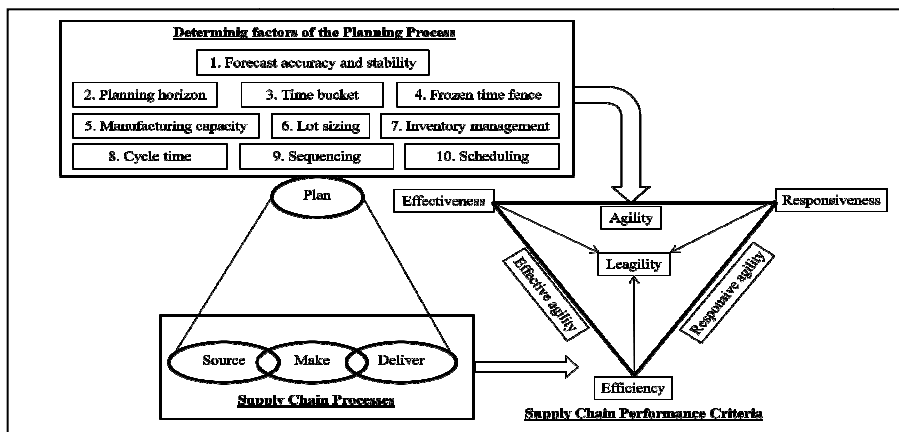 Determinig factors of the Planning Process
1. Forecast accuracy and stability
2. Planning horizon
3. Time bucket
4. Frozen time fence
5. Manufacturing capacity
6. Lot sizing
7. Inventory management
8. Cycle time
9. Sequencing
10. Scheduling
Plan
Effectiveness
Responsiveness
Agility
Leagility
Effective agility
Responsive agility
Source
Make
Deliver
Efficiency
Supply Chain Processes
Supply Chain Performance Criteria